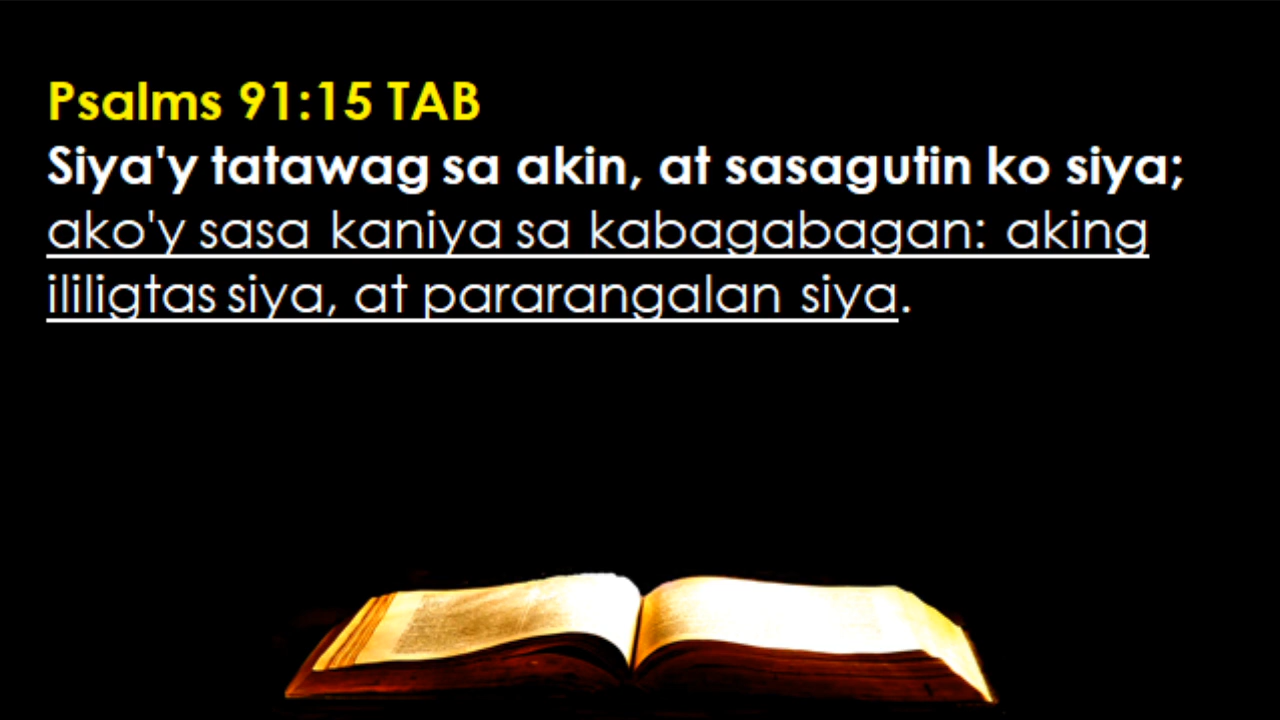 Psalms 91:15 TAB
Siya'y tatawag sa akin, at sasagutin ko siya;
ako'y sasa kaniya sa kabagabagan: aking
ililigtas siya, at pararangalan siya.